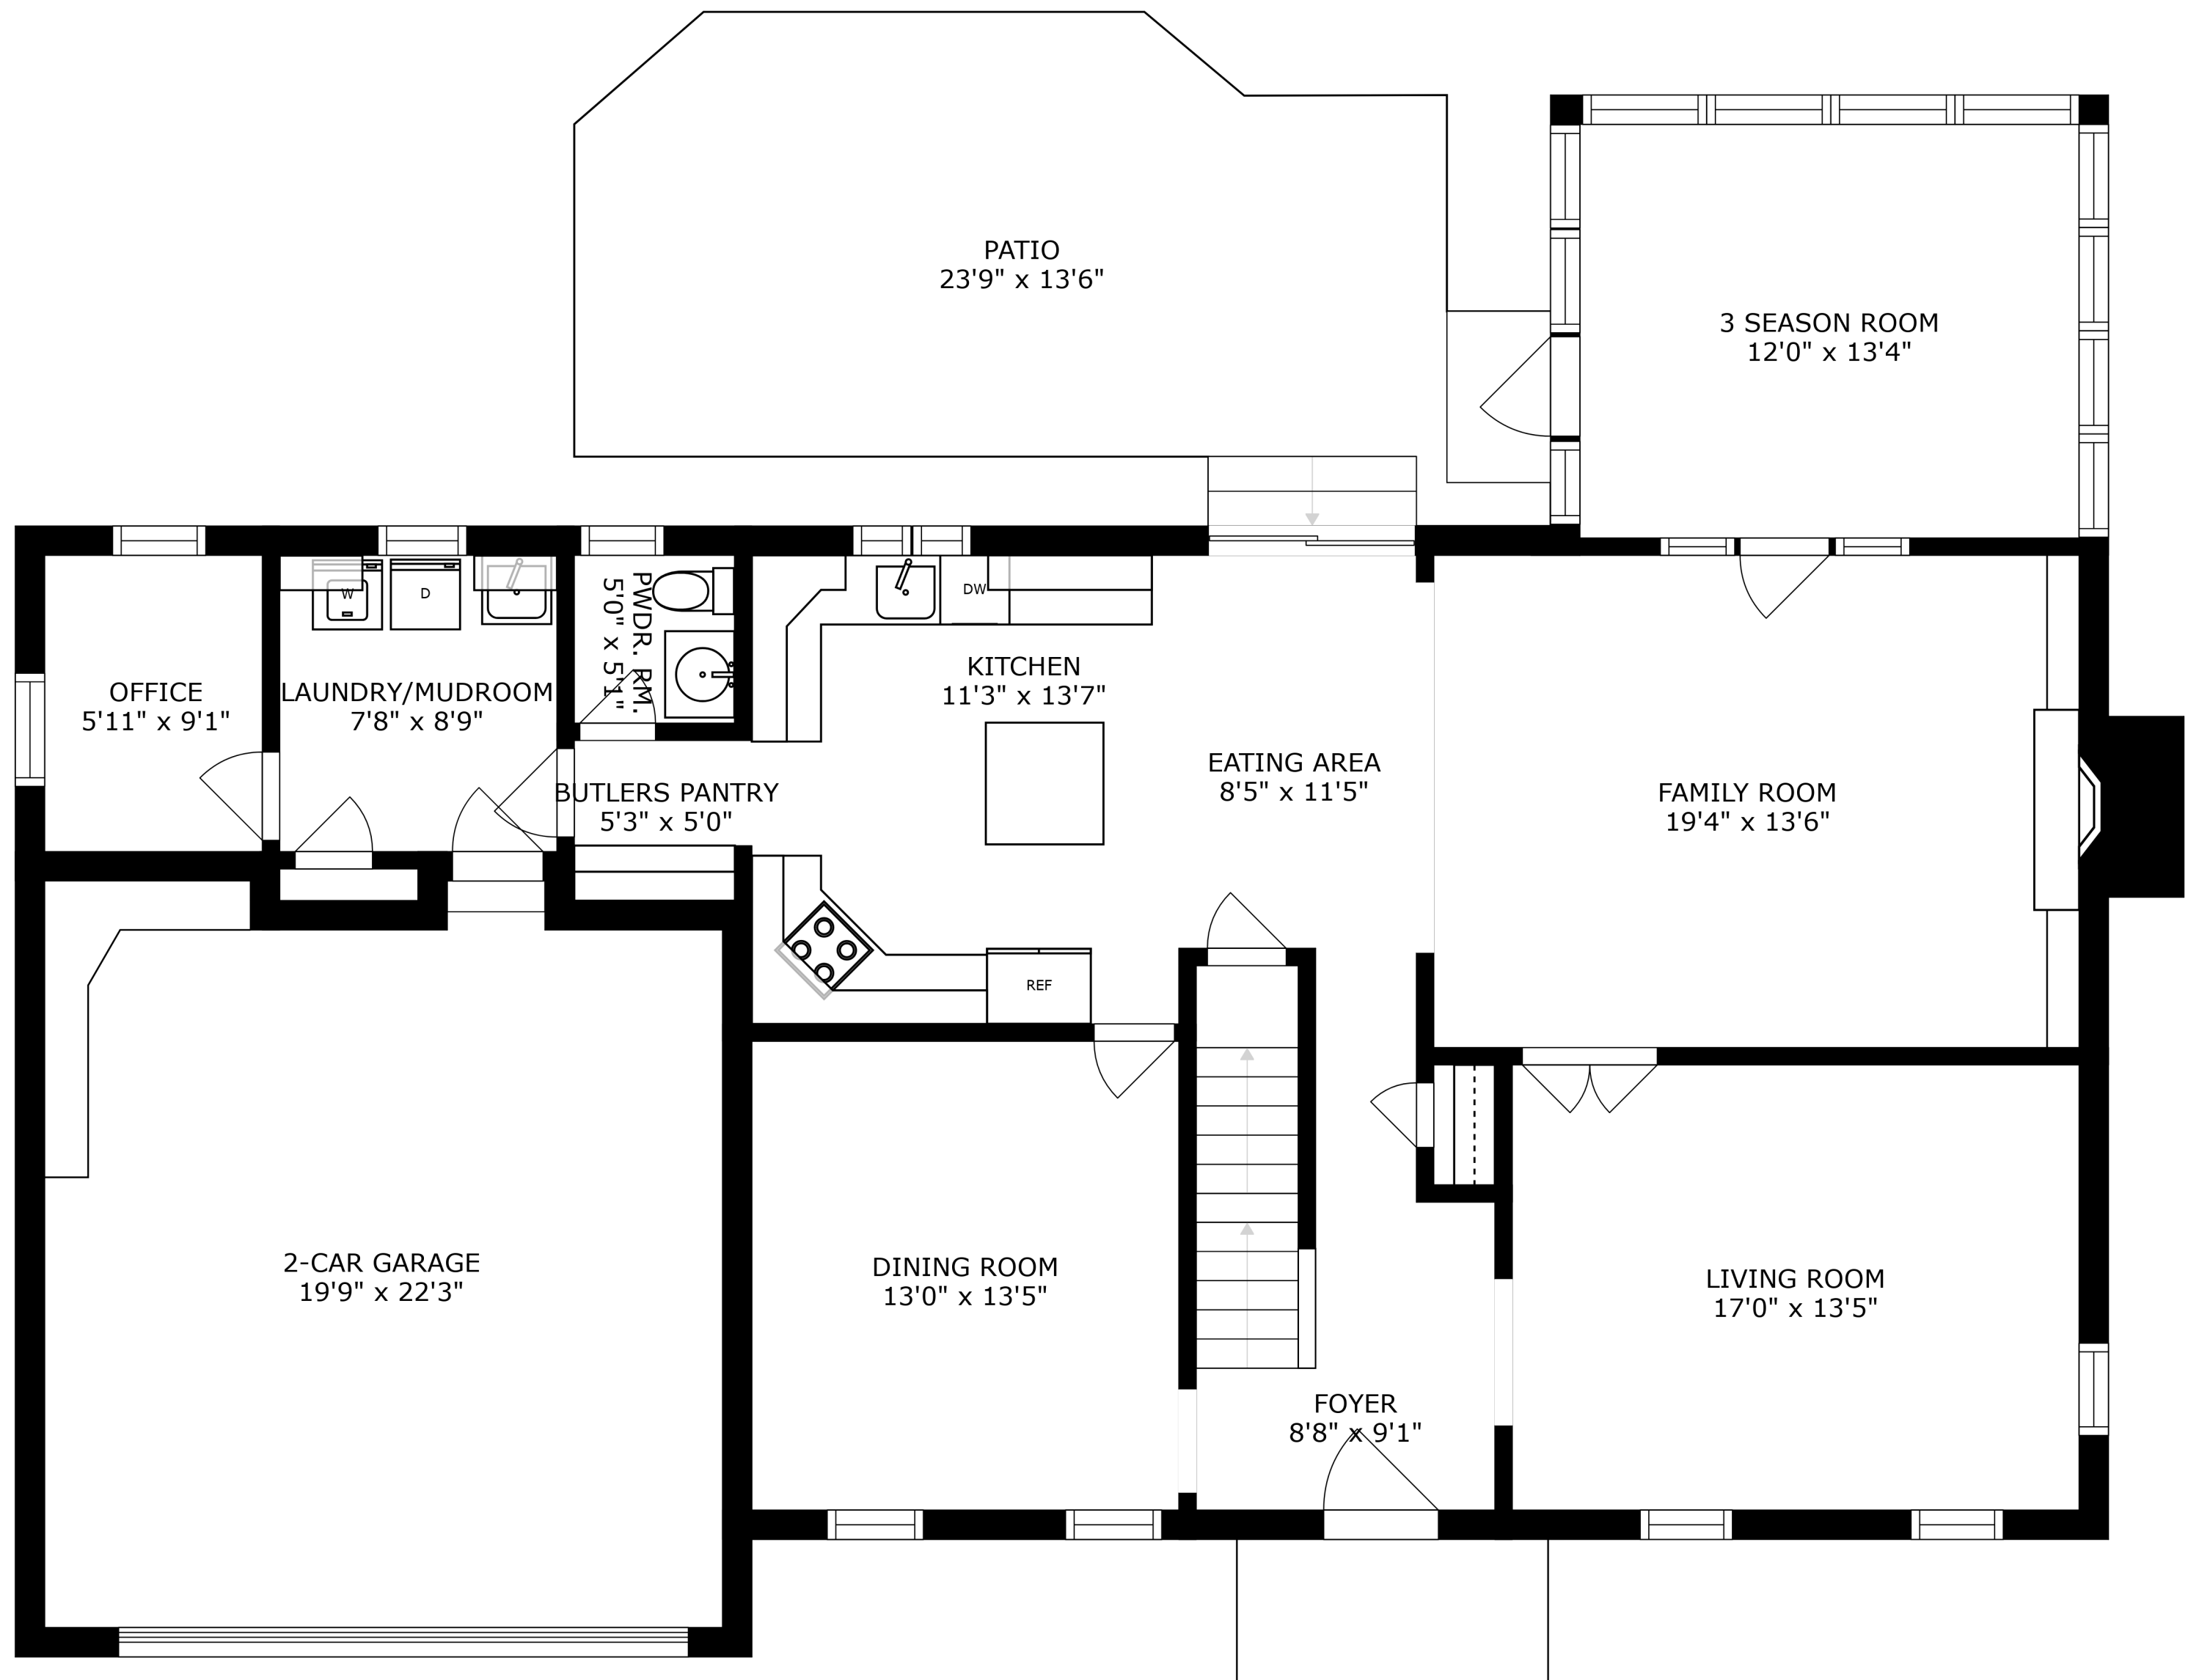 PATIO
23'9" x 13'6"
3 SEASON ROOM
12'0" x 13'4"
W
D
DW
PWDR. RM.
5'0" x 5'1"
KITCHEN
11'3" x 13'7"
OFFICE
5'11" x 9'1"
LAUNDRY/MUDROOM
7'8" x 8'9"
EATING AREA
8'5" x 11'5"
BUTLERS PANTRY
5'3" x 5'0"
FAMILY ROOM
19'4" x 13'6"
REF
2-CAR GARAGE
19'9" x 22'3"
DINING ROOM
13'0" x 13'5"
LIVING ROOM
17'0" x 13'5"
FOYER
8'8" x 9'1"